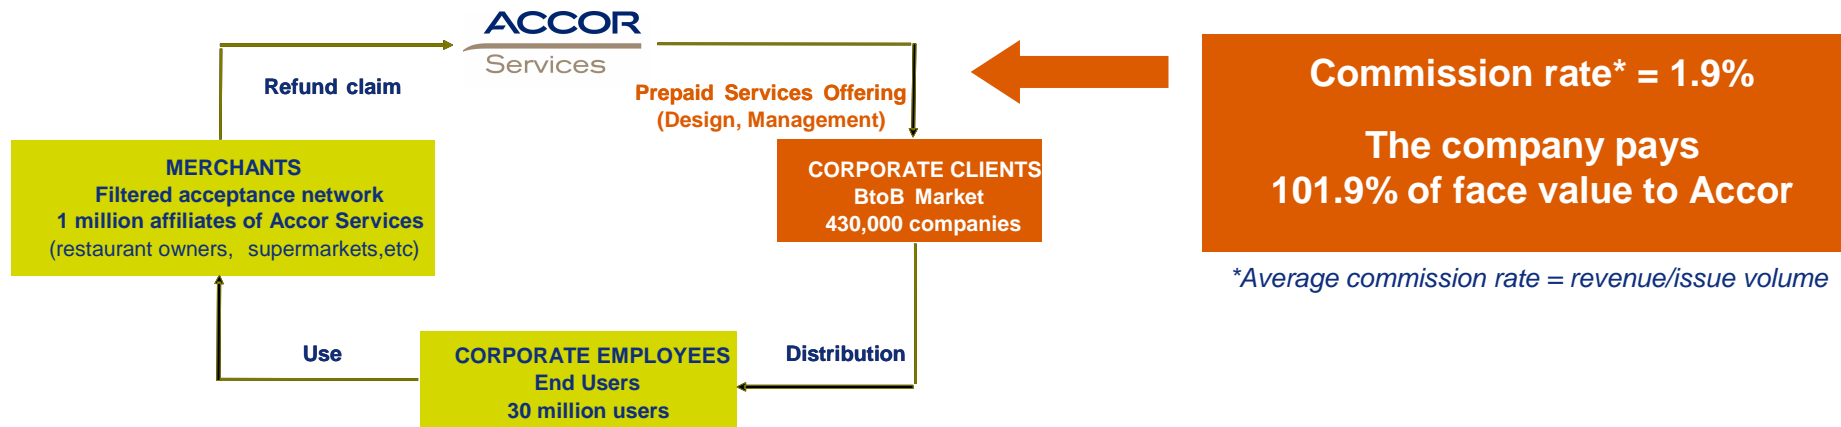 ACCOR
Services
Refund claim
Prepaid Services Offering
(Design, Management)
MERCHANTS
Filtered acceptance network
1 million affiliates of Accor Services
(restaurant owners, supermarkets,etc)
CORPORATE CLIENTS
BtoB Market
430,000 companies
Use
CORPORATE EMPLOYEES
End Users
30 million users
Distribution
Commission rate* = 1.9%
The company pays
101.9% of face value to Accor
*Average commission rate = revenue/issue volume